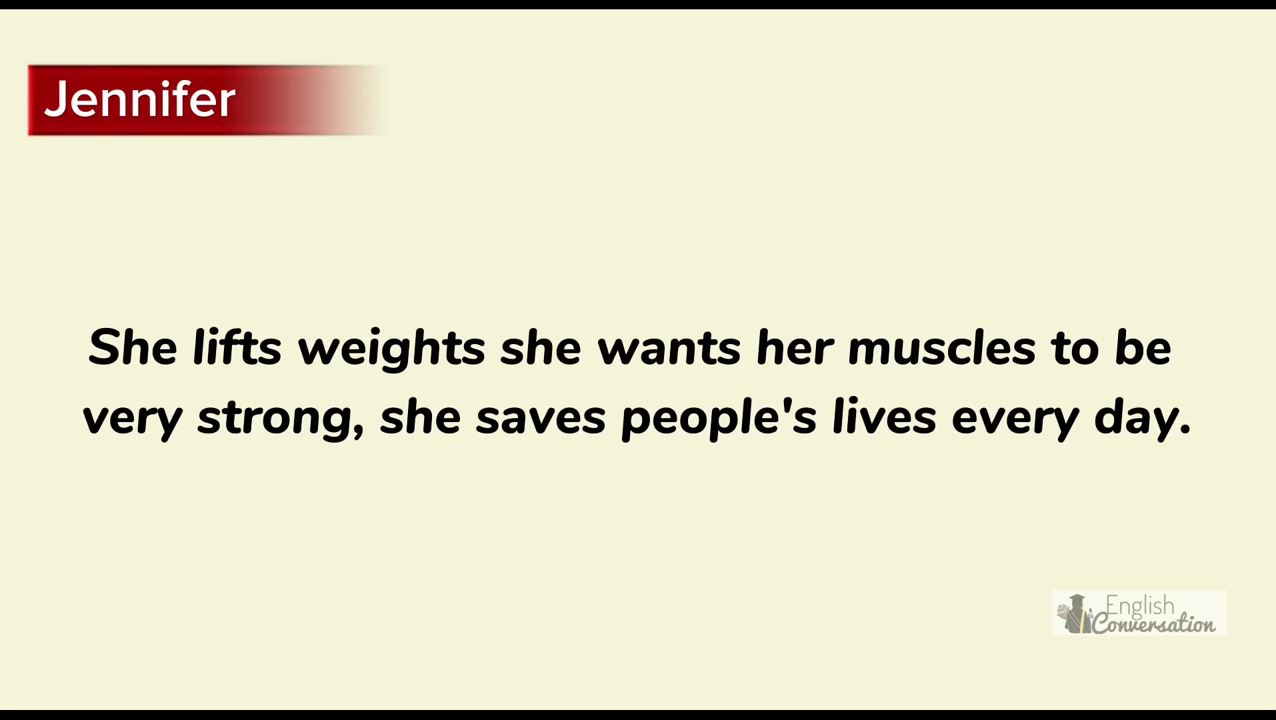 Jennifer
She lifts weights she wants her muscles to be
very strong, she saves people's lives every day.
English
Conversation